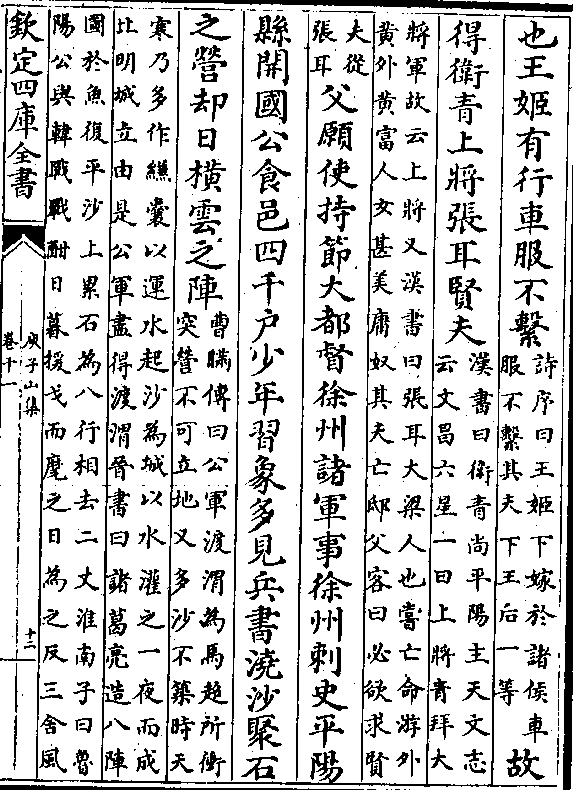 也王姬有行車服不繫
詩序曰王姬下嫁於諸侯車
服不繫其夫下王后一等
故
得衛青上將張耳賢夫
漢書曰衛青尚平陽主天文志
云文昌六星一曰上將青拜大
將軍故云上將又漢書曰張耳大梁人也嘗亡命游外
黃外黃富人女甚美庸奴其夫亡邸父客曰必欲求賢
夫從
張耳
父願使持節大都督徐州諸軍事徐州刺史平陽
縣開國公食邑四千户少年習象多見兵書澆沙聚石
之營却日橫雲之陣
曹瞞傳曰公軍渡渭為馬超所衝
突營不可立地又多沙不築時天
寒乃多作縑囊以運水起沙為城以水灌之一夜而成
比明城立由是公軍盡得渡渭晉書曰諸葛亮造八陣
國於魚復平沙上累石為八行相去二丈淮南子曰魯
陽公與韓戰戰酣日暮援戈而麾之日為之反三舍風
欽定四庫全書
庾子山集
卷十一
十二